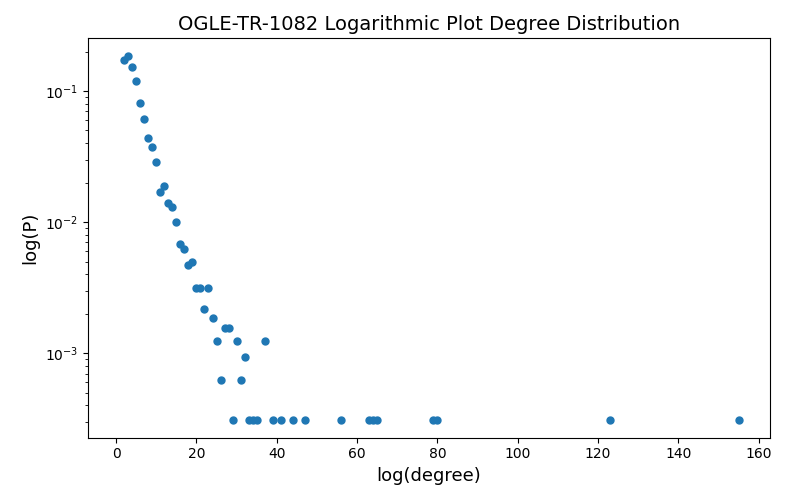 OGLE-TR-1082 Logarithmic Plot Degree Distribution
log(P)
10⁻¹
10⁻²
10⁻³
0 20 40 60 80 100 120 140 160
log(degree)